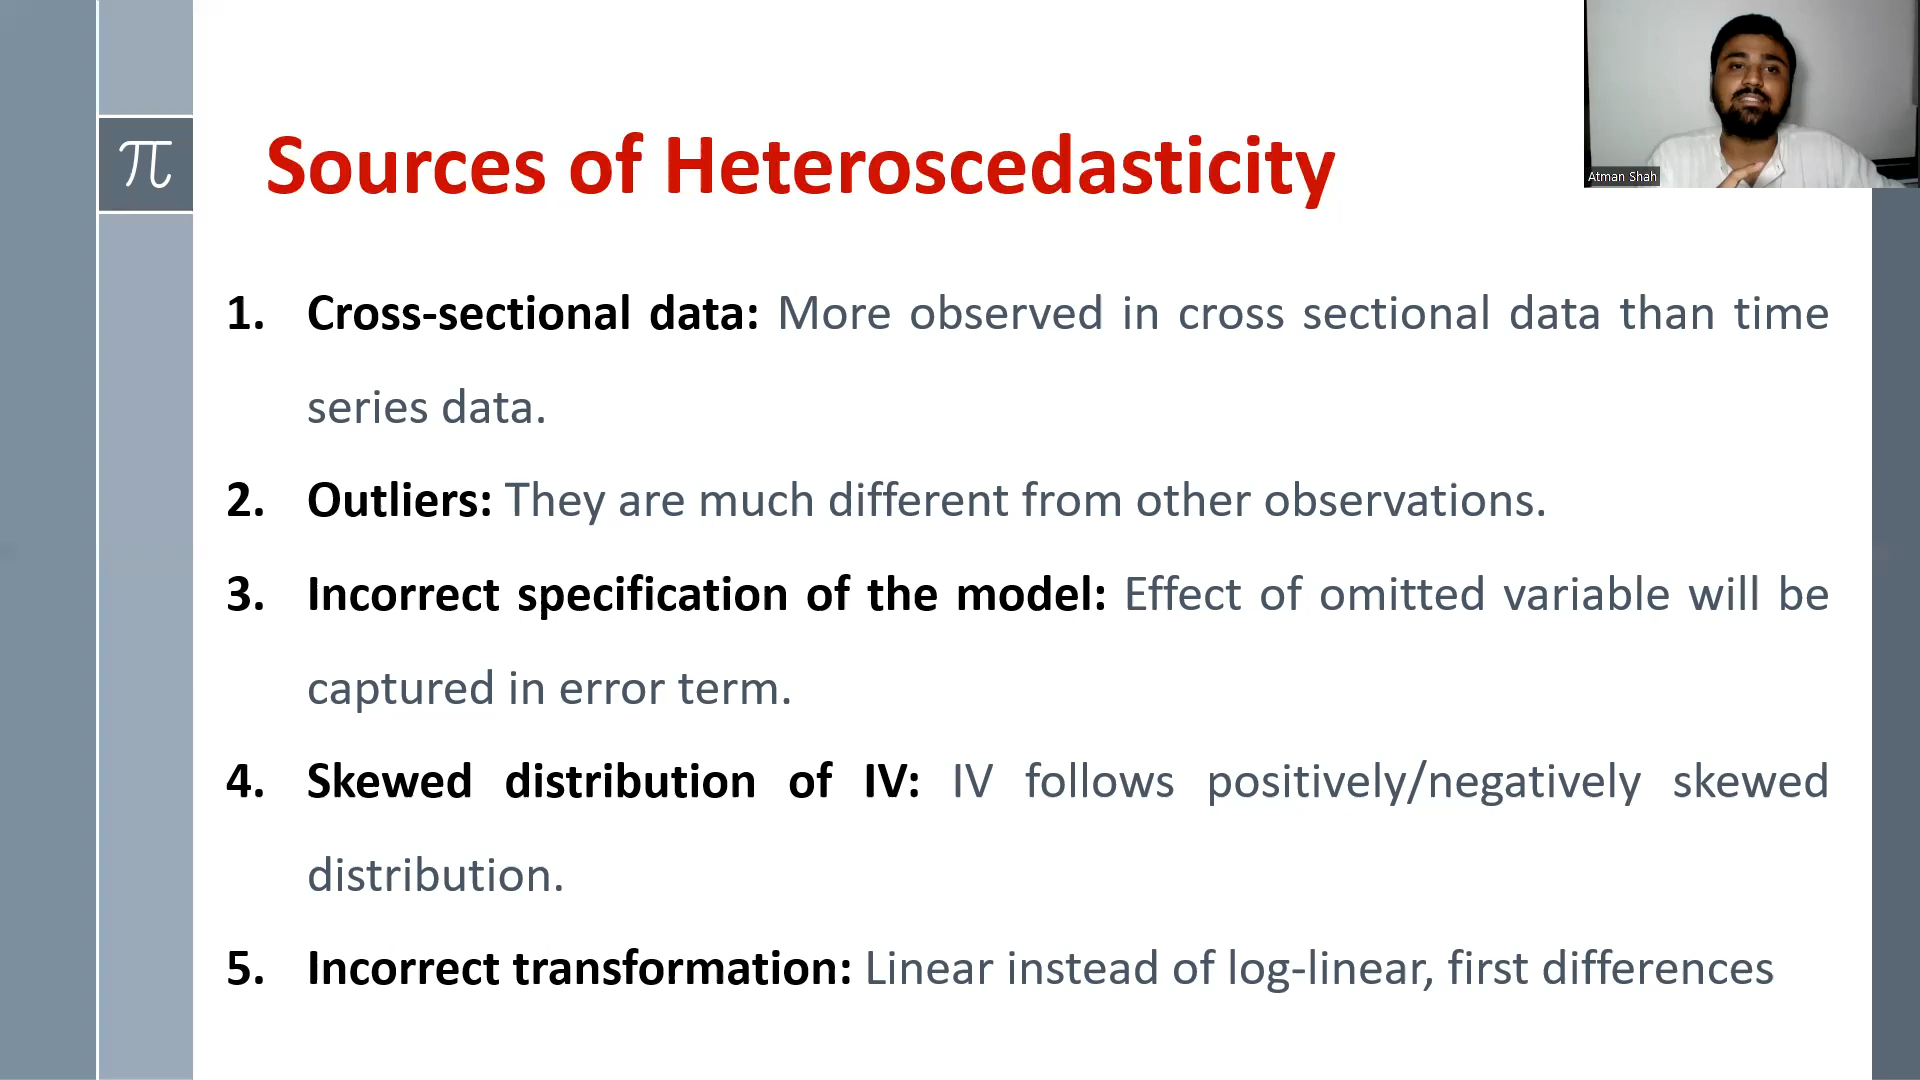 π
Sources of Heteroscedasticity
Atman Shah
1. Cross-sectional data: More observed in cross sectional data than time
series data.
2. Outliers: They are much different from other observations.
3. Incorrect specification of the model: Effect of omitted variable will be
captured in error term.
4. Skewed distribution of IV: IV follows positively/negatively skewed
distribution.
5. Incorrect transformation: Linear instead of log-linear, first differences